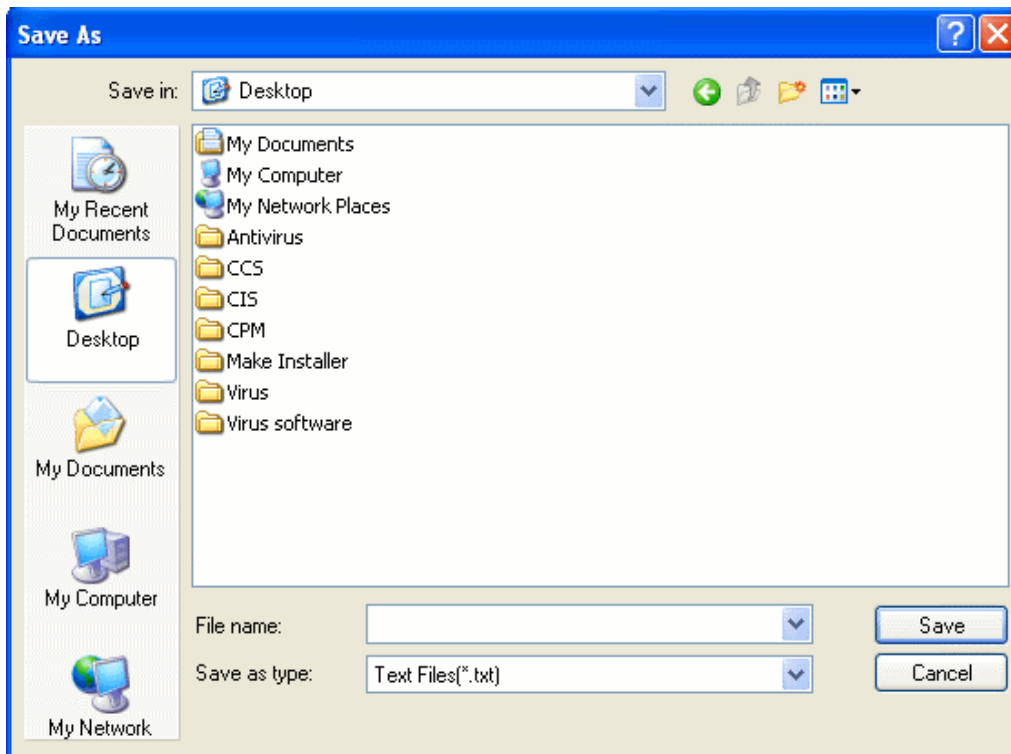 Save As
Save in: Desktop
My Recent
Documents
Desktop
My Documents
My Computer
My Network
My Documents
My Computer
My Network Places
Antivirus
CCS
CIS
CPM
Make Installer
Virus
Virus software
File name:
Save
Save as type: Text Files(*.txt)
Cancel